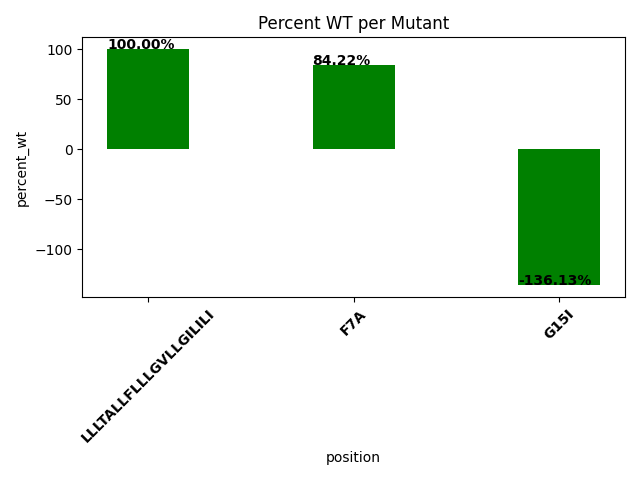 Percent WT per Mutant
100.00%
84.22%
-136.13%
100
50
0
−50
−100
percent_wt
LLLTALLFLLLGVLLGILILI
F7A
G15I
position